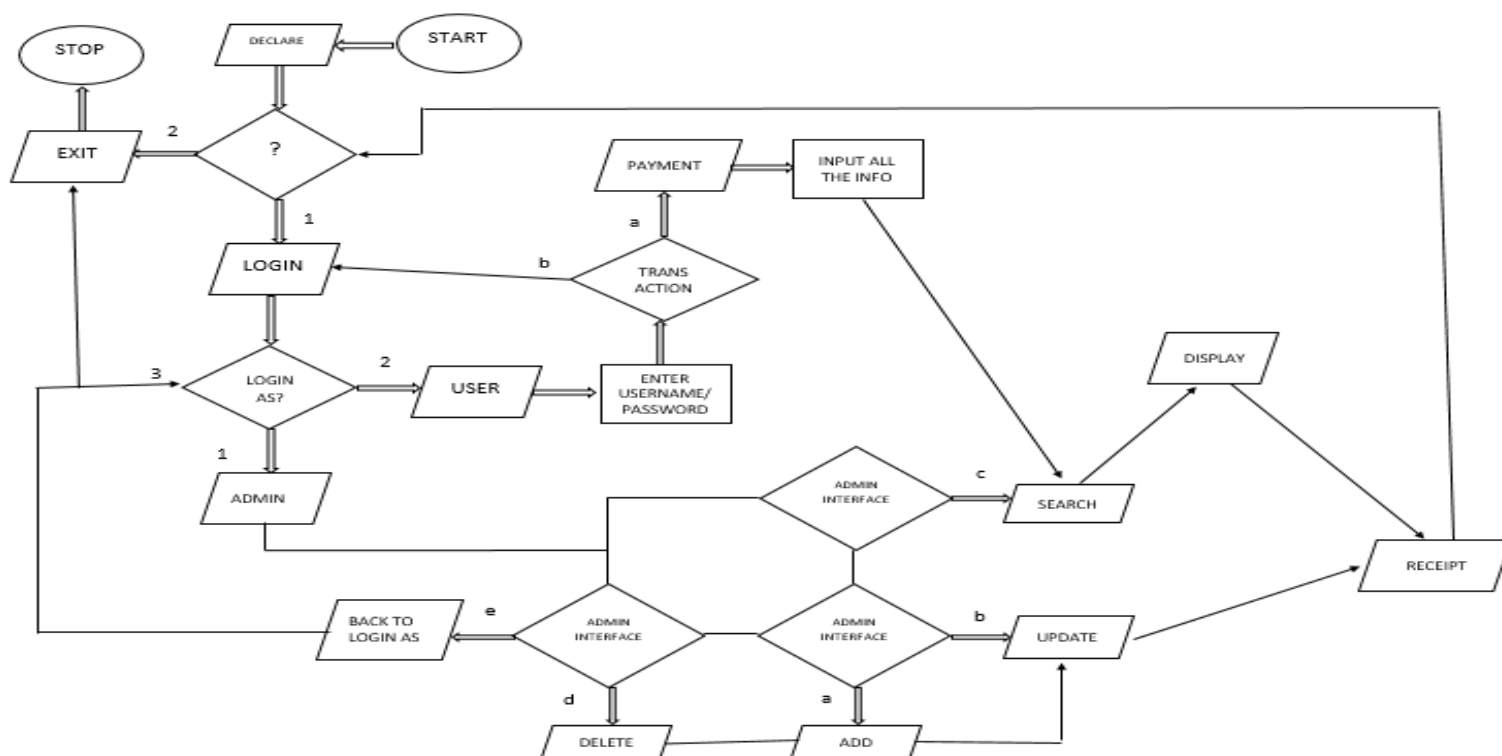 START
DECLARE
STOP
?
2
EXIT
1
LOGIN
PAYMENT
INPUT ALL
THE INFO
a
b
TRANS
ACTION
LOGIN
AS?
3
2
USER
ENTER
USERNAME/
PASSWORD
DISPLAY
1
ADMIN
ADMIN
INTERFACE
c
SEARCH
RECEIPT
BACK TO
LOGIN AS
e
ADMIN
INTERFACE
ADMIN
INTERFACE
b
UPDATE
d
DELETE
a
ADD